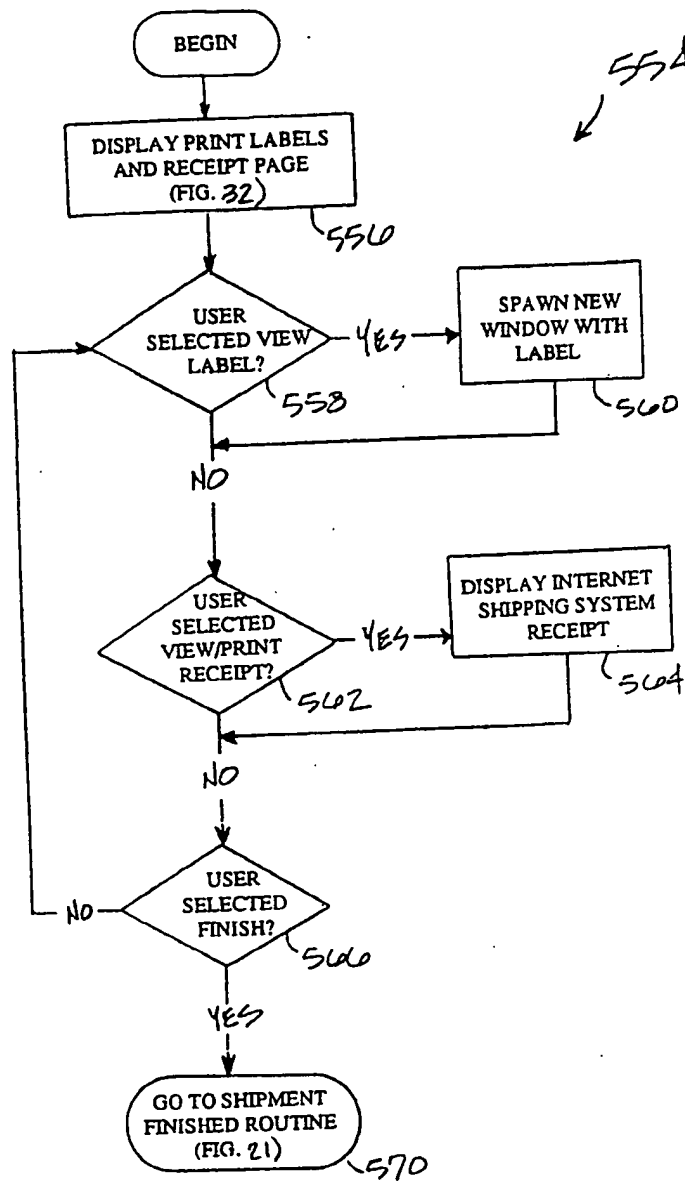 BEGIN
554
DISPLAY PRINT LABELS
AND RECEIPT PAGE
(FIG. 32)
556
USER
SELECTED VIEW
LABEL?
558
YES
SPAWN NEW
WINDOW WITH
LABEL
560
NO
USER
SELECTED
VIEW/PRINT
RECEIPT?
562
YES
DISPLAY INTERNET
SHIPPING SYSTEM
RECEIPT
564
NO
USER
SELECTED
FINISH?
566
NO
YES
GO TO SHIPMENT
FINISHED ROUTINE
(FIG. 21)
570